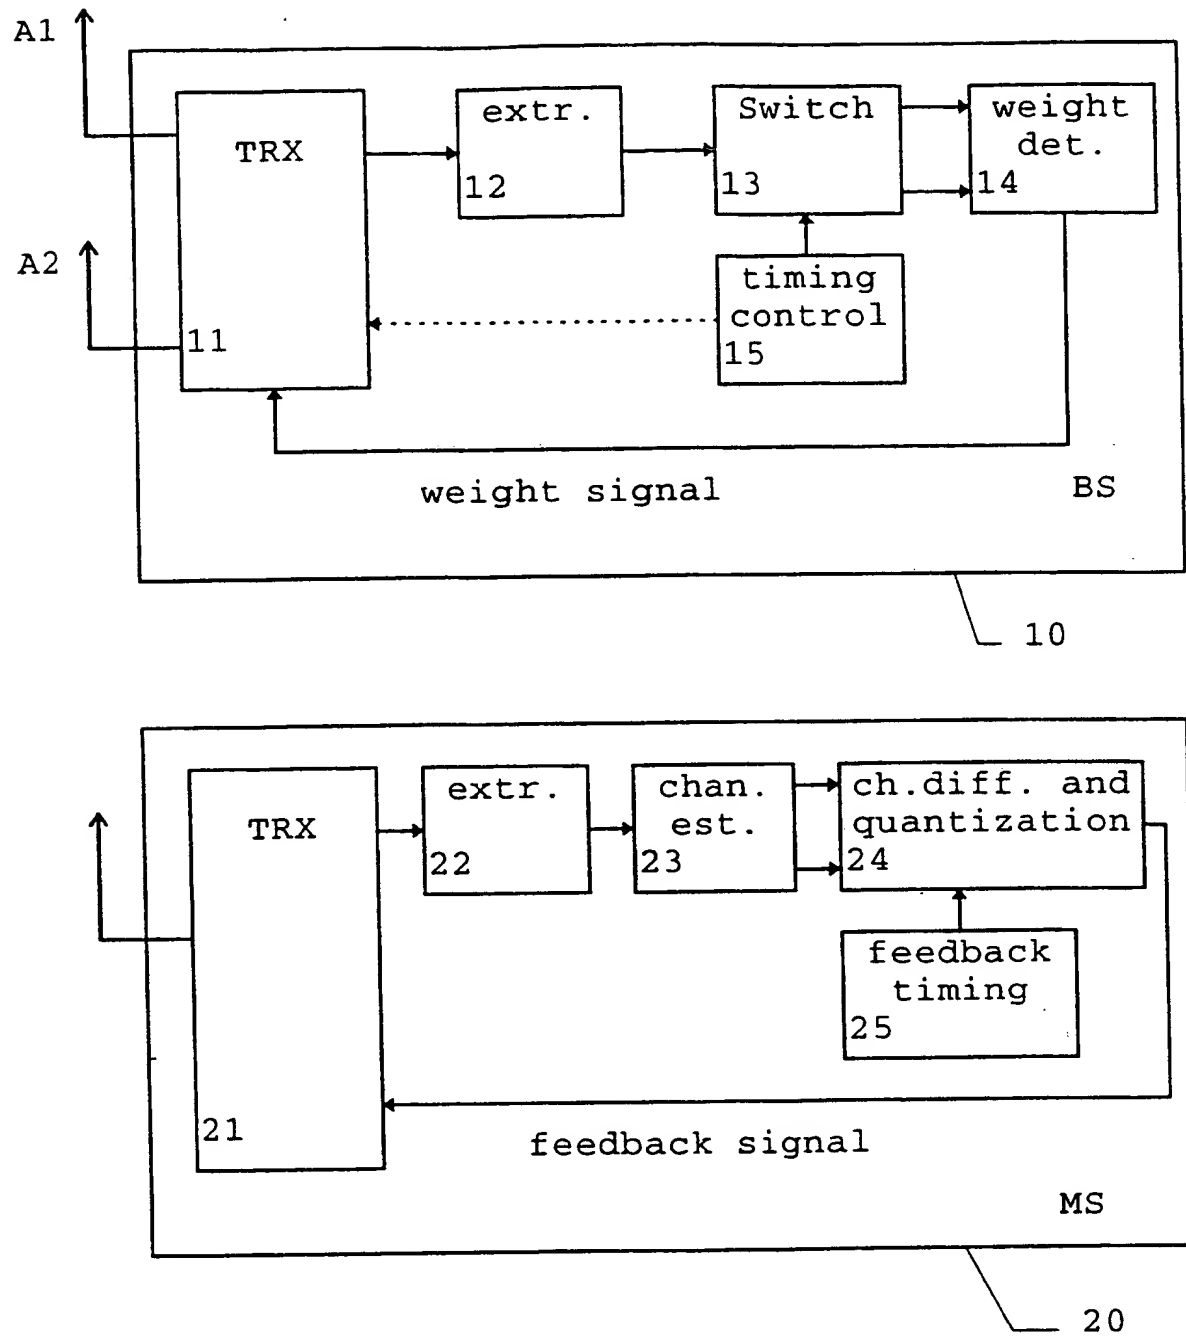 A1
TRX
11
extr.
12
Switch
13
weight
det.
14
A2
timing
control
15
weight signal
BS
10
TRX
21
extr.
22
chan.
est.
23
ch.diff. and
quantization
24
feedback
timing
25
feedback signal
MS
20